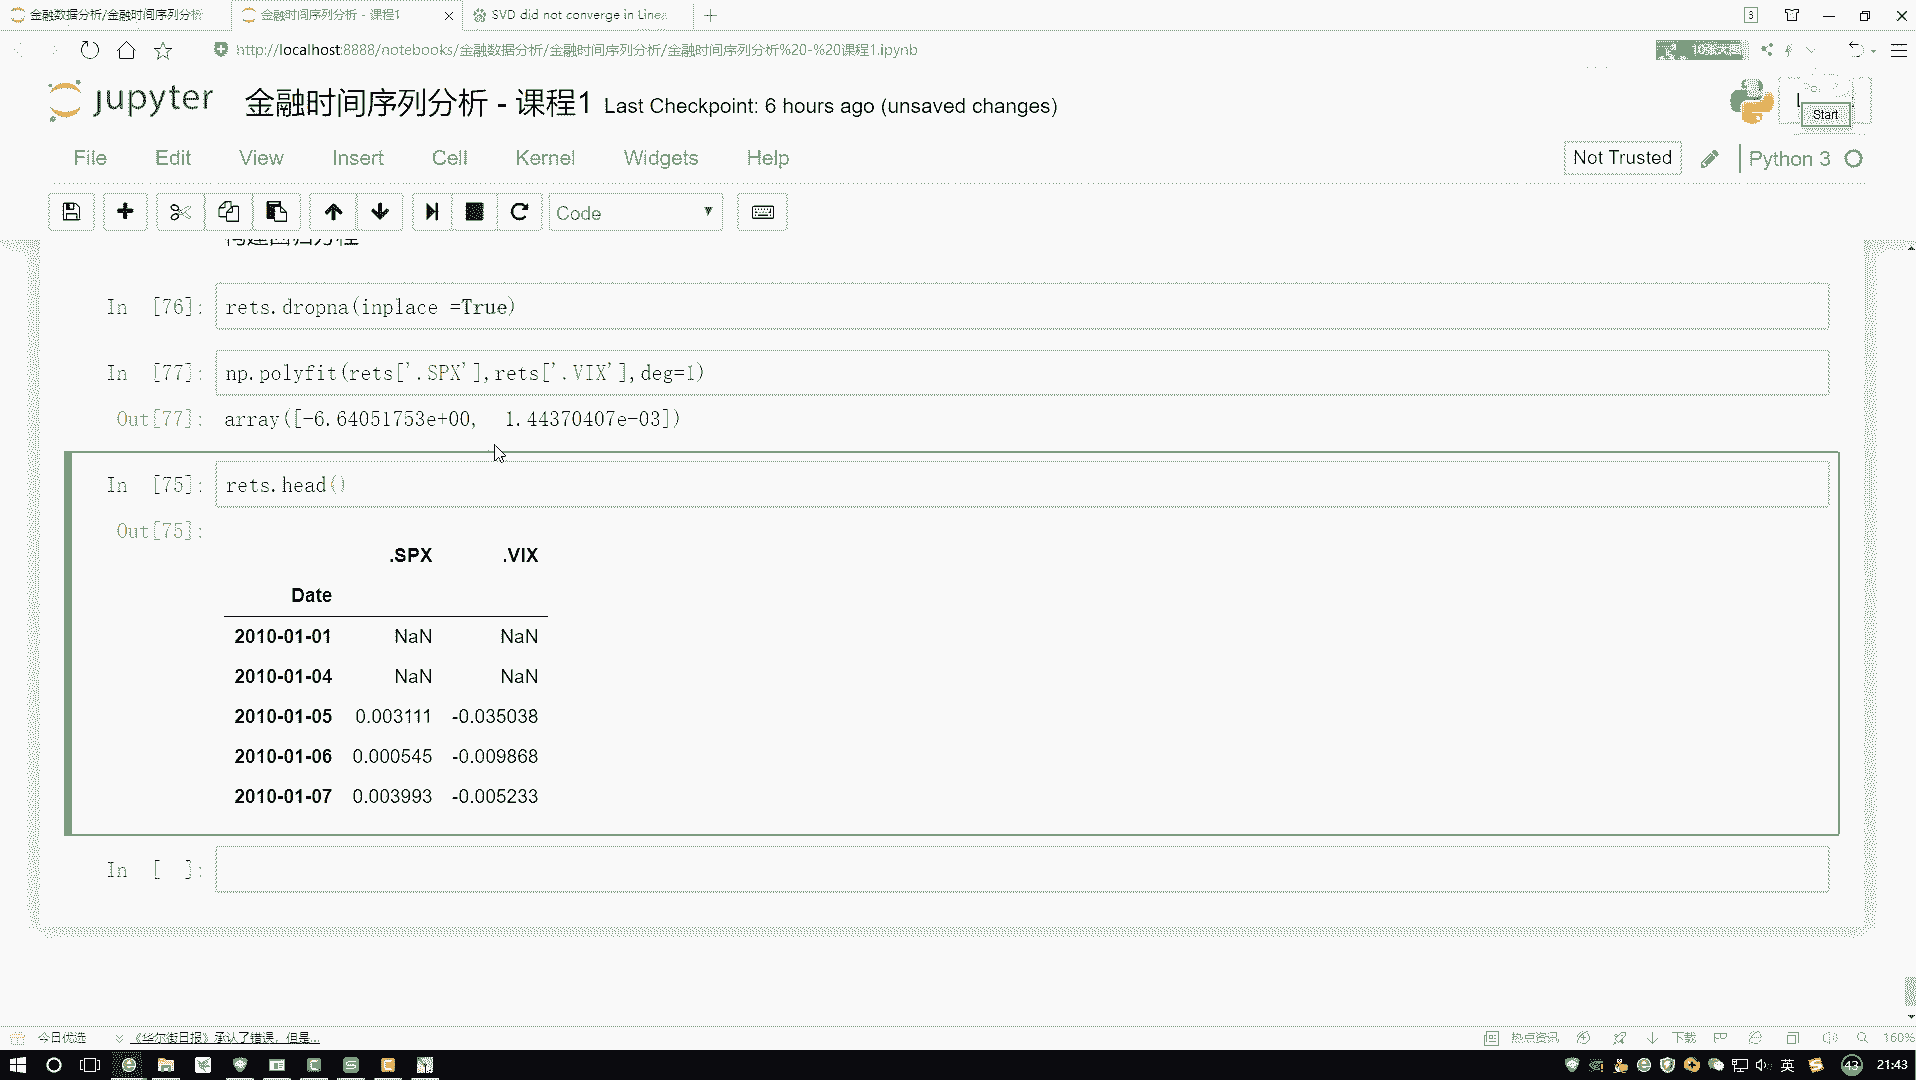 金融数据分析/金融时间序列分析
金融时间序列分析 - 课程1
SVD did not converge in Linea
3
http://localhost:8888/notebooks/金融数据分析/金融时间序列分析/金融时间序列分析%20-%20课程1.ipynb
jupyter
金融时间序列分析 - 课程1 Last Checkpoint: 6 hours ago (unsaved changes)
Start
File Edit View Insert Cell Kernel Widgets Help
Not Trusted
Python 3
Code
构建回归方程
In [76]: rets.dropna(inplace =True)
In [77]: np.polyfit(rets['.SPX'],rets['.VIX'],deg=1)
Out[77]: array([-6.64051753e+00, 1.44370407e-03])
In [75]: rets.head()
Out[75]:
.SPX .VIX
Date
2010-01-01 NaN NaN
2010-01-04 NaN NaN
2010-01-05 0.003111 -0.035038
2010-01-06 0.000545 -0.009868
2010-01-07 0.003993 -0.005233
In [ ]:
今日优选
《华尔街日报》承认了错误，但是...
热点资讯
下载
160%
英
43
21:43